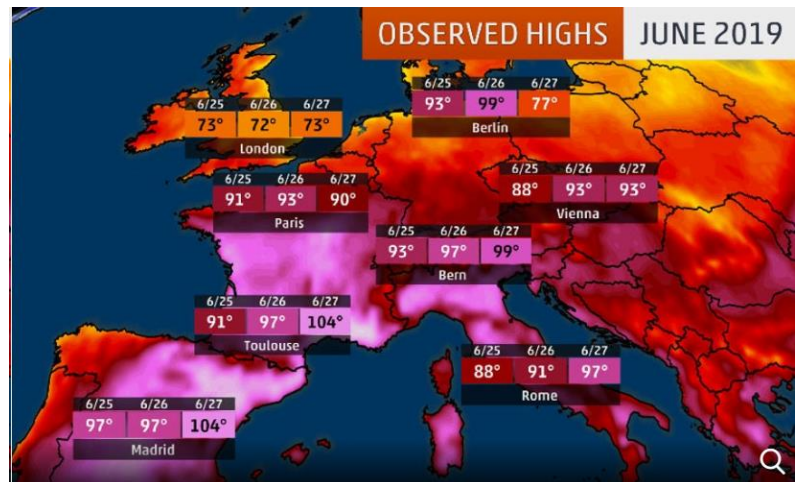 OBSERVED HIGHS JUNE 2019
6/25 6/26 6/27
93° 99° 77°
Berlin
6/25 6/26 6/27
73° 72° 73°
London
6/25 6/26 6/27
88° 93° 93°
Vienna
6/25 6/26 6/27
91° 93° 90°
Paris
6/25 6/26 6/27
93° 97° 99°
Bern
6/25 6/26 6/27
91° 97° 104°
Toulouse
6/25 6/26 6/27
88° 91° 97°
Rome
6/25 6/26 6/27
97° 97° 104°
Madrid